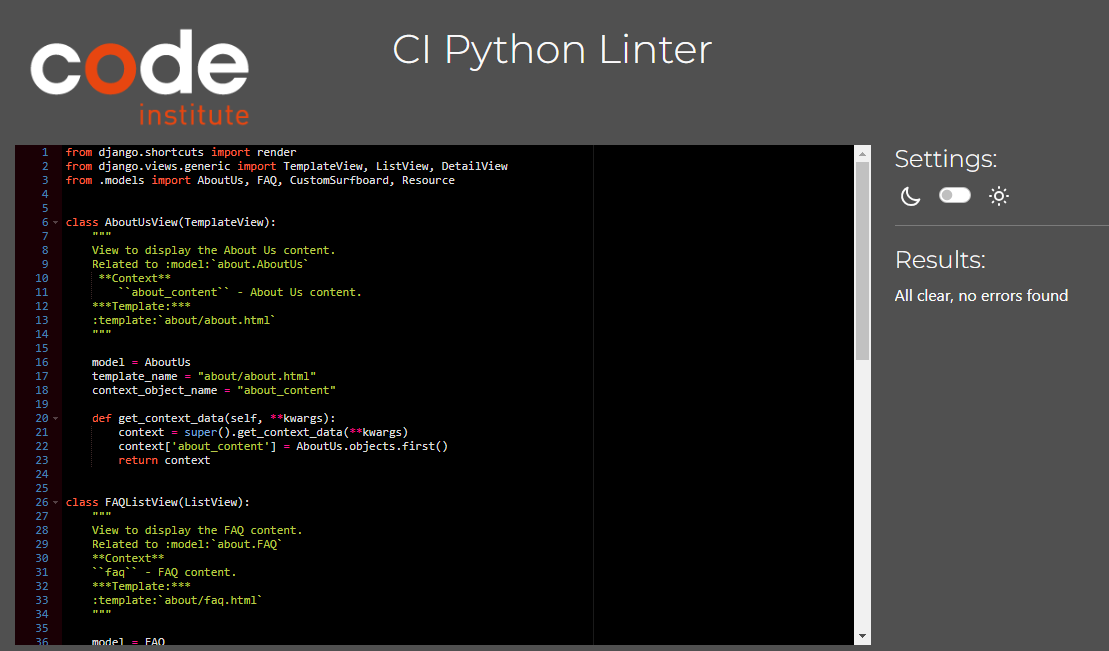 code
institute
CI Python Linter
1 from django.shortcuts import render
2 from django.views.generic import TemplateView, ListView, DetailView
3 from .models import AboutUs, FAQ, CustomSurfboard, Resource
4
5
6 class AboutUsView(TemplateView):
7     """
8     View to display the About Us content.
9     Related to :model:`about.AboutUs`
10      **Context**
11         ``about_content`` - About Us content.
12     ***Template:***
13     :template:`about/about.html`
14     """
15
16     model = AboutUs
17     template_name = "about/about.html"
18     context_object_name = "about_content"
19
20     def get_context_data(self, **kwargs):
21         context = super().get_context_data(**kwargs)
22         context['about_content'] = AboutUs.objects.first()
23         return context
24
25
26 class FAQListView(ListView):
27     """
28     View to display the FAQ content.
29     Related to :model:`about.FAQ`
30     **Context**
31     ``faq`` - FAQ content.
32     ***Template:***
33     :template:`about/faq.html`
34     """
35
36     model = FAQ
Settings:
Results:
All clear, no errors found